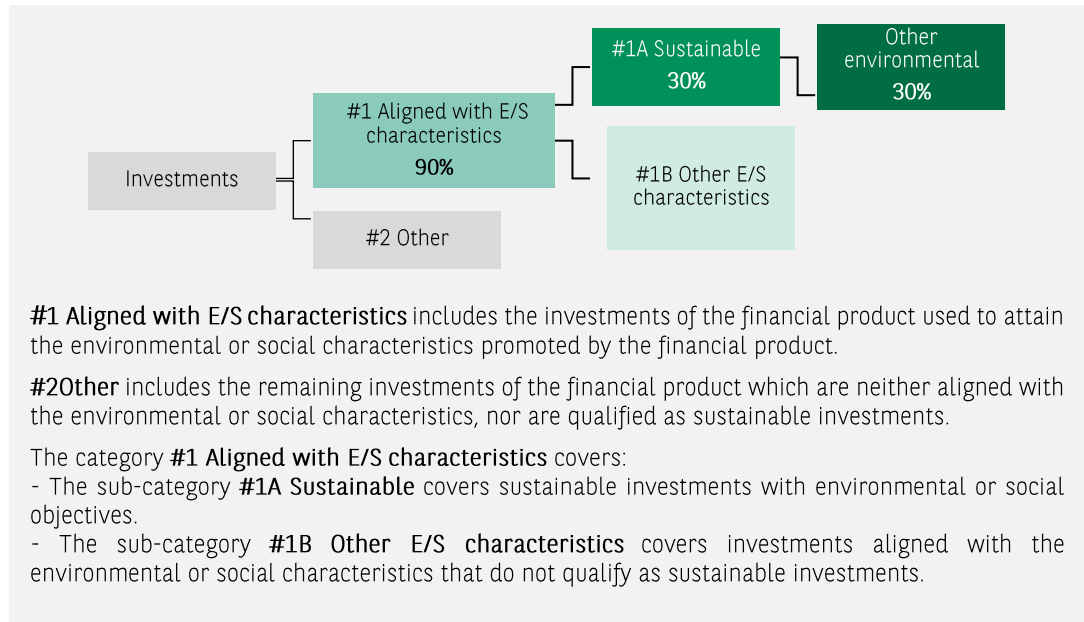 #1A Sustainable
30%
Other
environmental
30%
#1 Aligned with E/S
characteristics
90%
Investments
#1B Other E/S
characteristics
#2 Other
#1 Aligned with E/S characteristics includes the investments of the financial product used to attain
the environmental or social characteristics promoted by the financial product.
#2Other includes the remaining investments of the financial product which are neither aligned with
the environmental or social characteristics, nor are qualified as sustainable investments.
The category #1 Aligned with E/S characteristics covers:
- The sub-category #1A Sustainable covers sustainable investments with environmental or social
objectives.
- The sub-category #1B Other E/S characteristics covers investments aligned with the
environmental or social characteristics that do not qualify as sustainable investments.